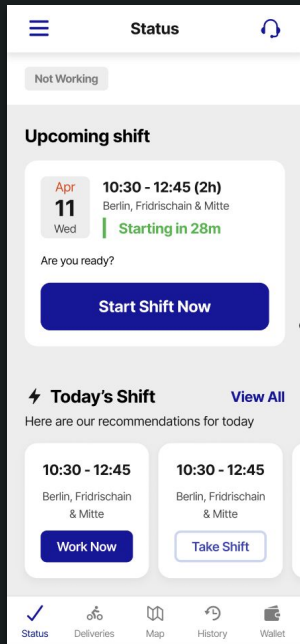 Status
Not Working
Upcoming shift
Apr
11
Wed
10:30 - 12:45 (2h)
Berlin, Fridrischain & Mitte
Starting in 28m
Are you ready?
Start Shift Now
Today's Shift
View All
Here are our recommendations for today
10:30 - 12:45
Berlin, Fridrischain
& Mitte
Work Now
10:30 - 12:45
Berlin, Fridrischain
& Mitte
Take Shift
Status
Deliveries
Map
History
Wallet